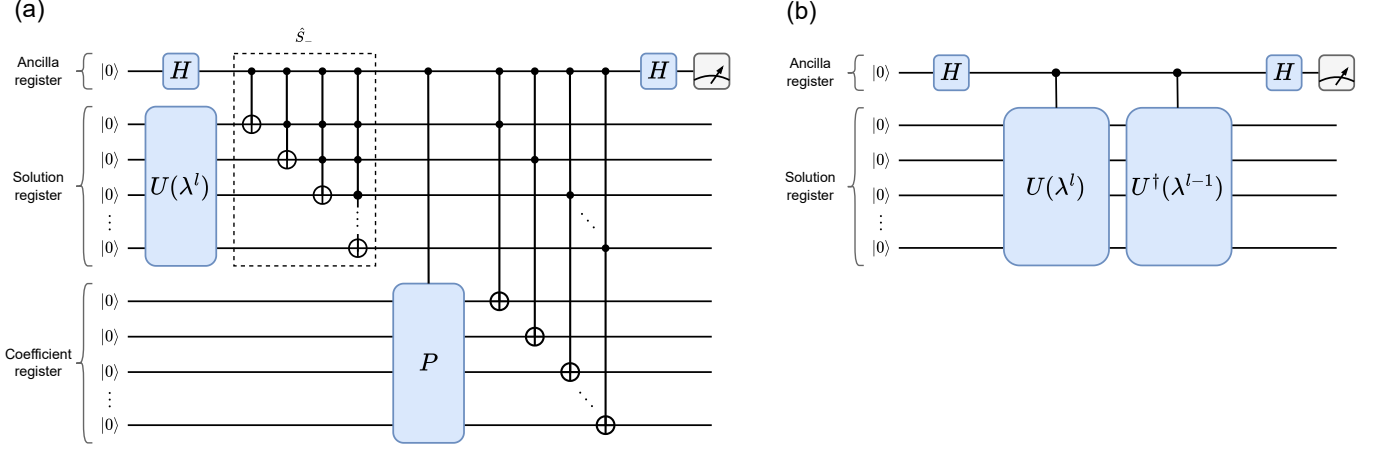 (a)
ŝ₋
Ancilla
register
|0⟩
H
H
Solution
register
|0⟩
|0⟩
|0⟩
⋮
|0⟩
U(λˡ)
⋮
⋱
Coefficient
register
|0⟩
|0⟩
|0⟩
⋮
|0⟩
P
⋱
(b)
Ancilla
register
|0⟩
H
H
Solution
register
|0⟩
|0⟩
|0⟩
⋮
|0⟩
U(λˡ)
U†(λˡ⁻¹)